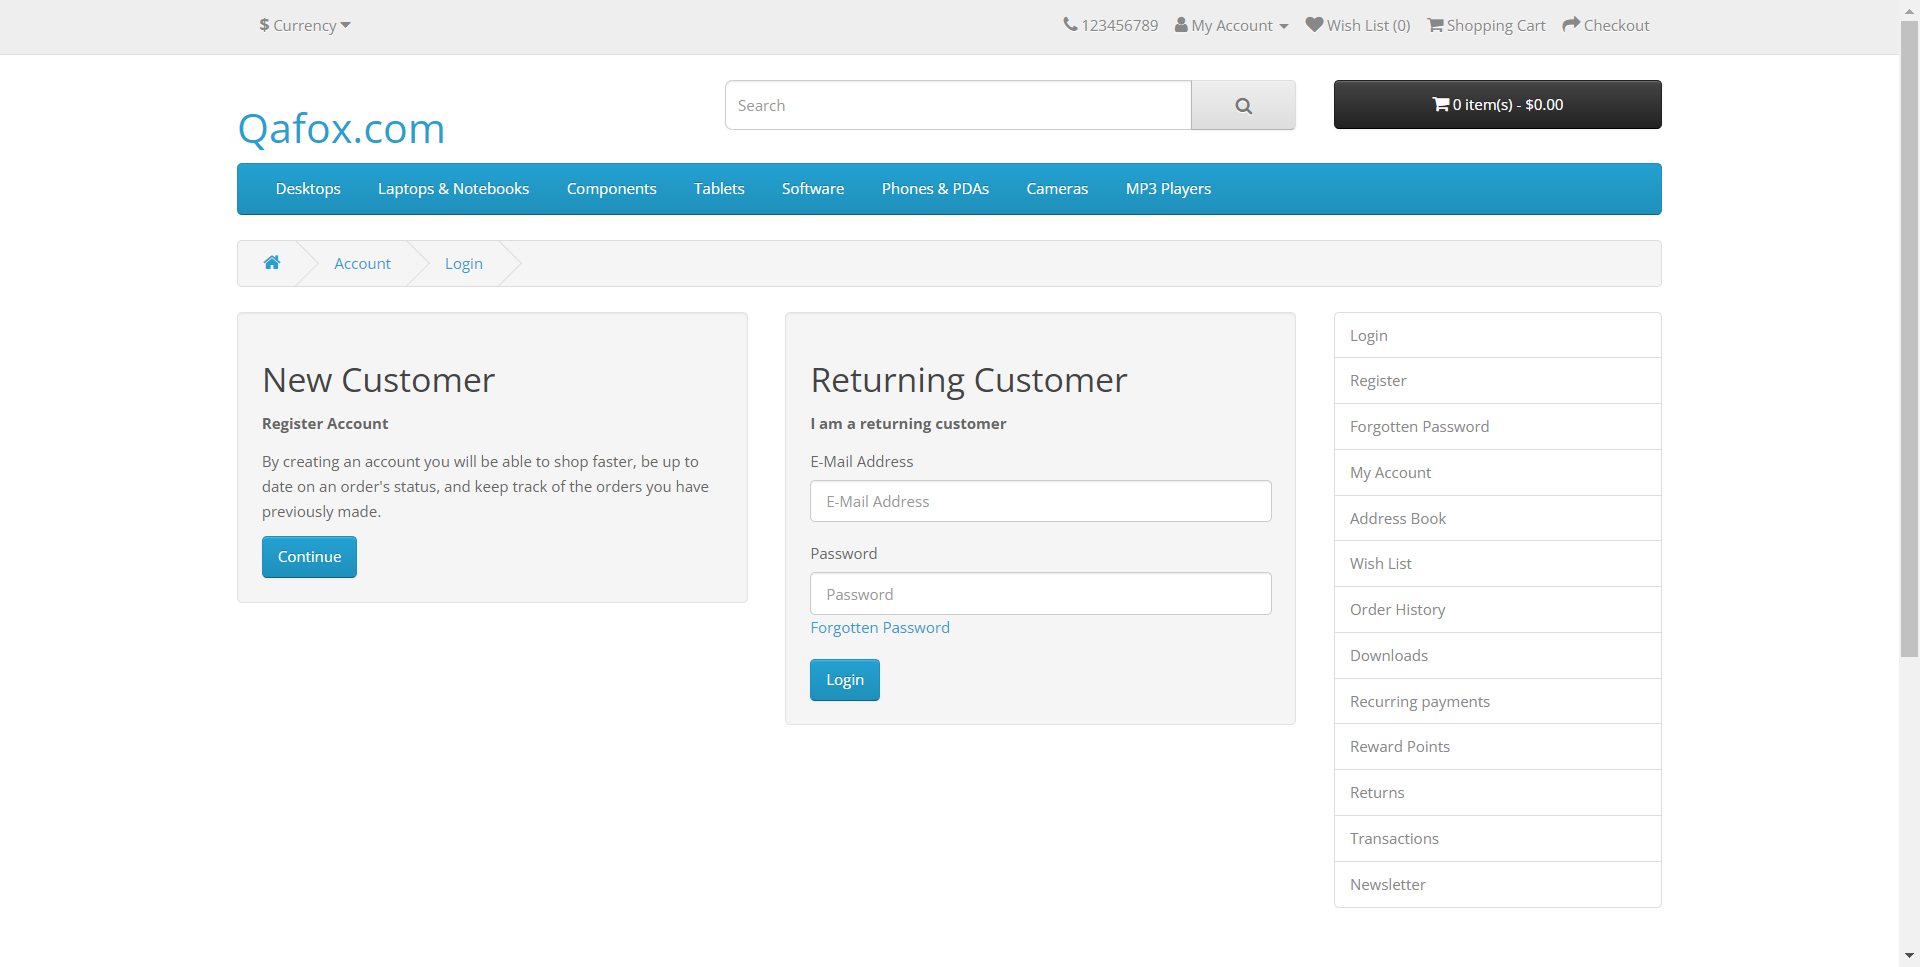 $ Currency
123456789 My Account Wish List (0) Shopping Cart Checkout
Qafox.com
Search
0 item(s) - $0.00
Desktops Laptops & Notebooks Components Tablets Software Phones & PDAs Cameras MP3 Players
Account Login
New Customer
Register Account
By creating an account you will be able to shop faster, be up to
date on an order's status, and keep track of the orders you have
previously made.
Continue
Returning Customer
I am a returning customer
E-Mail Address
E-Mail Address
Password
Password
Forgotten Password
Login
Login
Register
Forgotten Password
My Account
Address Book
Wish List
Order History
Downloads
Recurring payments
Reward Points
Returns
Transactions
Newsletter